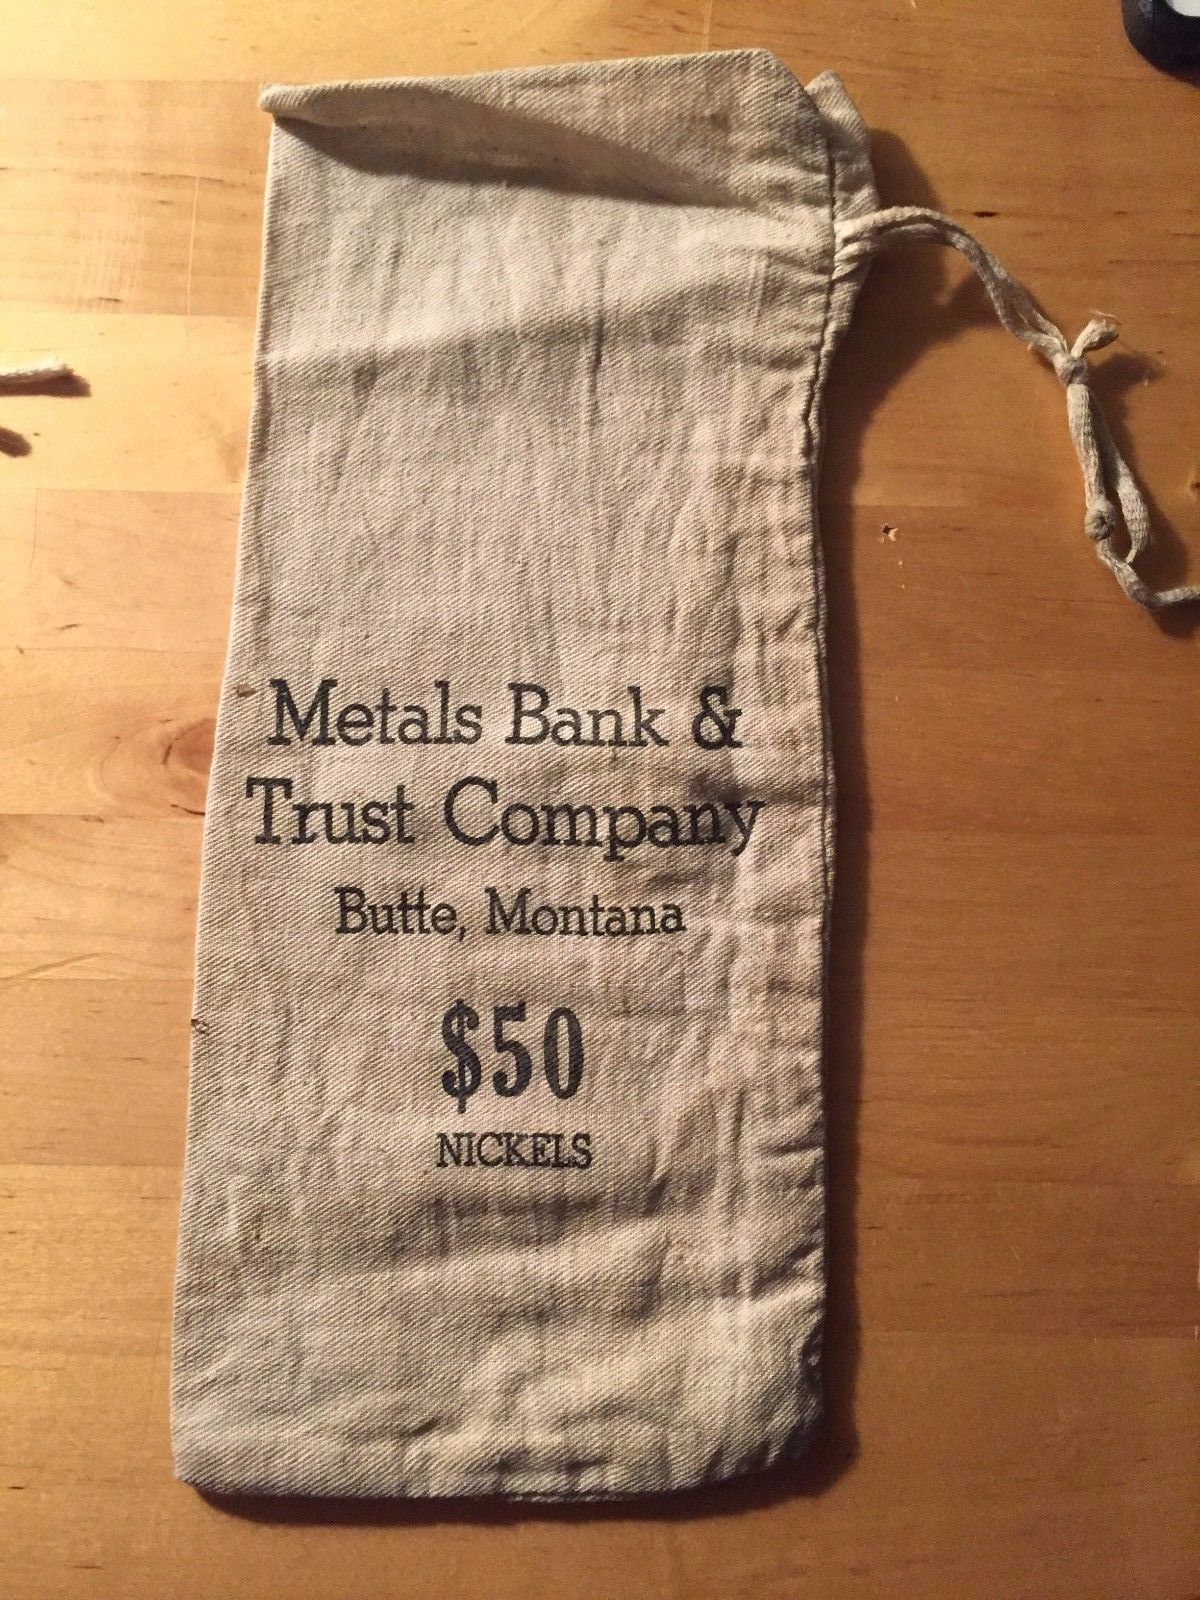 Metals Bank &
Trust Company
Butte, Montana
$50
NICKELS